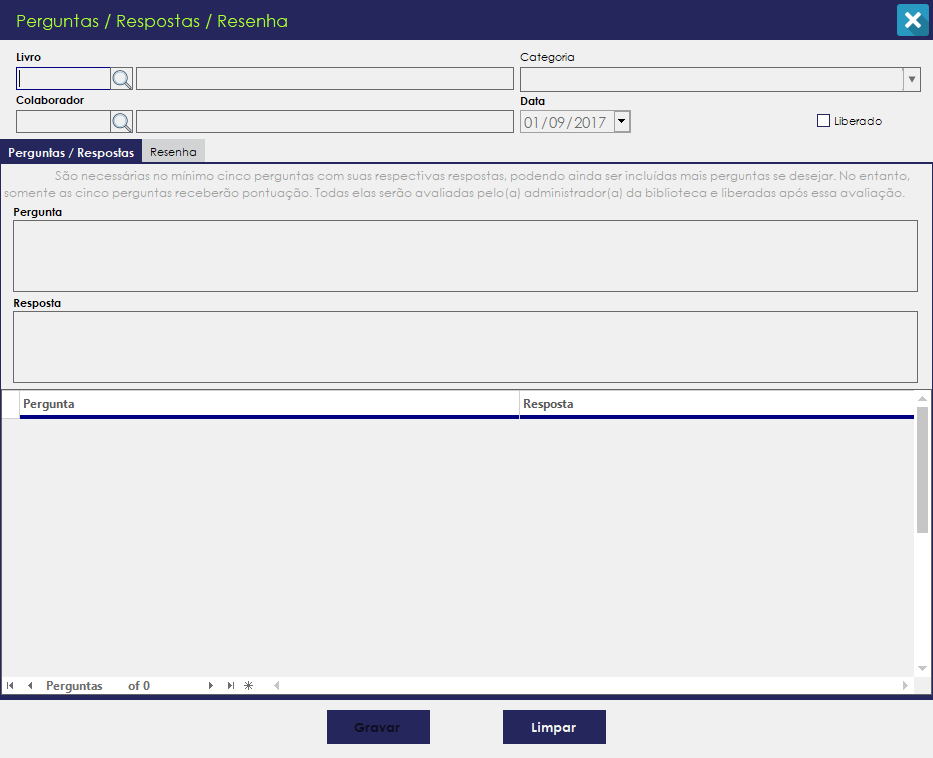 Perguntas / Respostas / Resenha
Livro
Categoria
Colaborador
Data
01/09/2017
Liberado
Perguntas / Respostas
Resenha
São necessárias no mínimo cinco perguntas com suas respectivas respostas, podendo ainda ser incluídas mais perguntas se desejar. No entanto,
somente as cinco perguntas receberão pontuação. Todas elas serão avaliadas pelo(a) administrador(a) da biblioteca e liberadas após essa avaliação.
Pergunta
Resposta
Pergunta
Resposta
Perguntas of 0
Gravar
Limpar